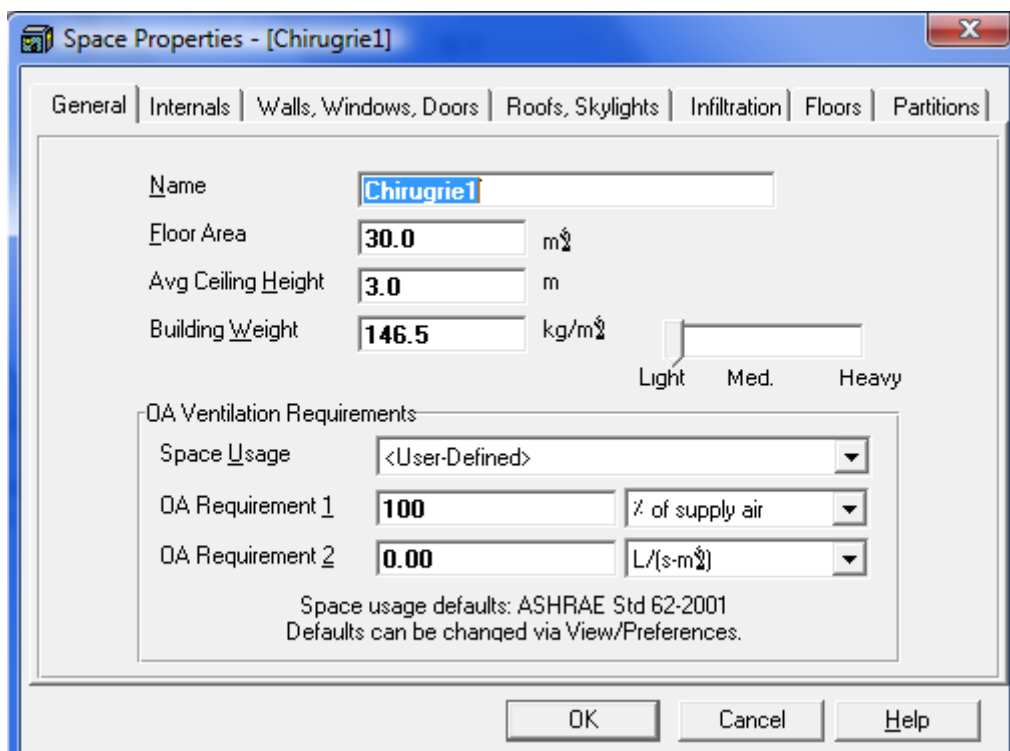 Space Properties - [Chirugrie1]
General Internals Walls, Windows, Doors Roofs, Skylights Infiltration Floors Partitions
Name Chirugrie1
Floor Area 30.0 m²
Avg Ceiling Height 3.0 m
Building Weight 146.5 kg/m²
Light Med. Heavy
OA Ventilation Requirements
Space Usage <User-Defined>
OA Requirement 1 100 % of supply air
OA Requirement 2 0.00 L/(s-m²)
Space usage defaults: ASHRAE Std 62-2001
Defaults can be changed via View/Preferences.
OK Cancel Help